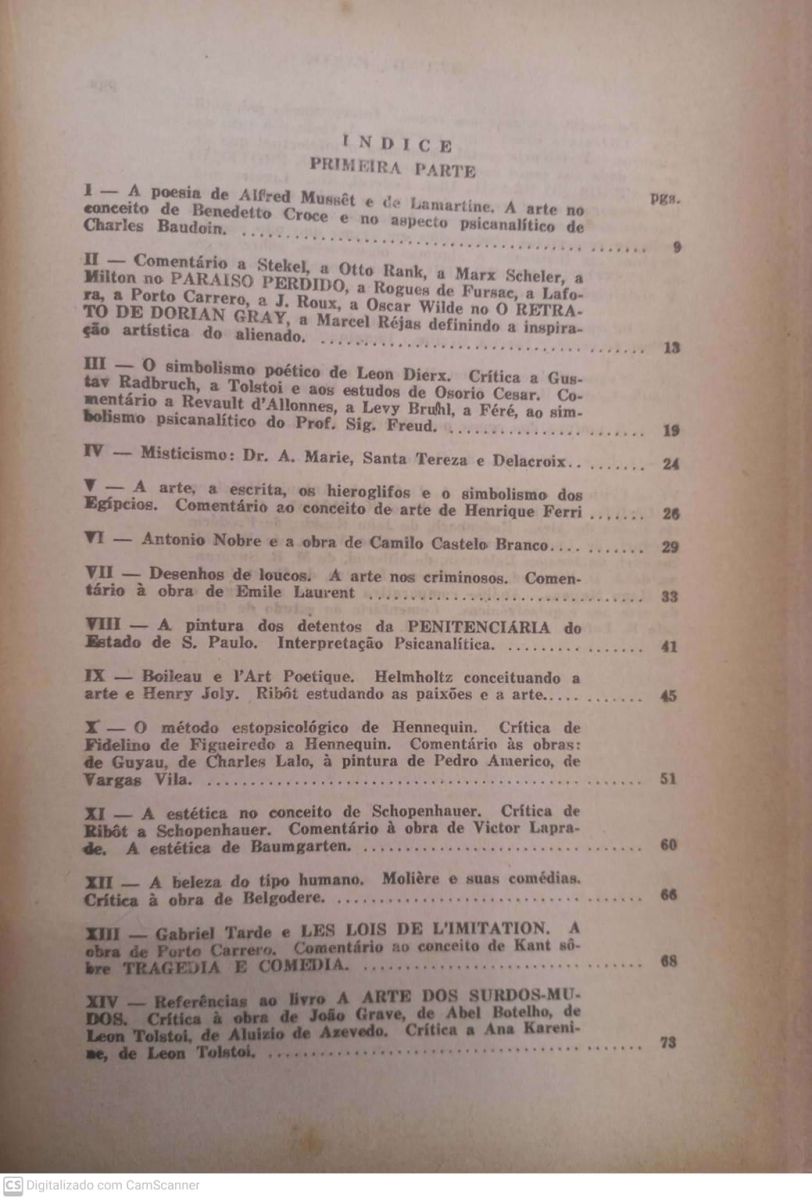 INDICE
PRIMEIRA PARTE
pgs.
I — A poesia de Alfred Mussêt e de Lamartine. A arte no
conceito de Benedetto Croce e no aspecto psicanalítico de
Charles Baudoin. ........ 9
II — Comentário a Stekel, a Otto Rank, a Marx Scheler, a
Milton no PARAISO PERDIDO, a Rogues de Fursac, a Lafo-
ra, a Porto Carrero, a J. Roux, a Oscar Wilde no O RETRA-
TO DE DORIAN GRAY, a Marcel Réjas definindo a inspira-
ção artística do alienado. ........ 13
III — O simbolismo poético de Leon Dierx. Crítica a Gus-
tav Radbruch, a Tolstoi e aos estudos de Osorio Cesar. Co-
mentário a Revault d'Allonnes, a Levy Bruhl, a Féré, ao sim-
bolismo psicanalítico do Prof. Sig. Freud. ........ 19
IV — Misticismo: Dr. A. Marie, Santa Tereza e Delacroix. ........ 24
V — A arte, a escrita, os hieroglifos e o simbolismo dos
Egípcios. Comentário ao conceito de arte de Henrique Ferri ....... 26
VI — Antonio Nobre e a obra de Camilo Castelo Branco. ........ 29
VII — Desenhos de loucos. A arte nos criminosos. Comen-
tário à obra de Emile Laurent ........ 33
VIII — A pintura dos detentos da PENITENCIÁRIA do
Estado de S. Paulo. Interpretação Psicanalítica. ........ 41
IX — Boileau e l'Art Poetique. Helmholtz conceituando a
arte e Henry Joly. Ribôt estudando as paixões e a arte. ........ 45
X — O método estopsicológico de Hennequin. Crítica de
Fidelino de Figueiredo a Hennequin. Comentário às obras:
de Guyau, de Charles Lalo, à pintura de Pedro Americo, de
Vargas Vila. ........ 51
XI — A estética no conceito de Schopenhauer. Crítica de
Ribôt a Schopenhauer. Comentário à obra de Victor Lapra-
de. A estética de Baumgarten. ........ 60
XII — A beleza do tipo humano. Molière e suas comédias.
Crítica à obra de Belgodere. ........ 66
XIII — Gabriel Tarde e LES LOIS DE L'IMITATION. A
obra de Porto Carrero. Comentário ao conceito de Kant sô-
bre TRAGEDIA E COMEDIA. ........ 68
XIV — Referências ao livro A ARTE DOS SURDOS-MU-
DOS. Crítica à obra de João Grave, de Abel Botelho, de
Leon Tolstoi, de Aluizio de Azevedo. Crítica a Ana Kareni-
ne, de Leon Tolstoi. ........ 73
CS Digitalizado com CamScanner